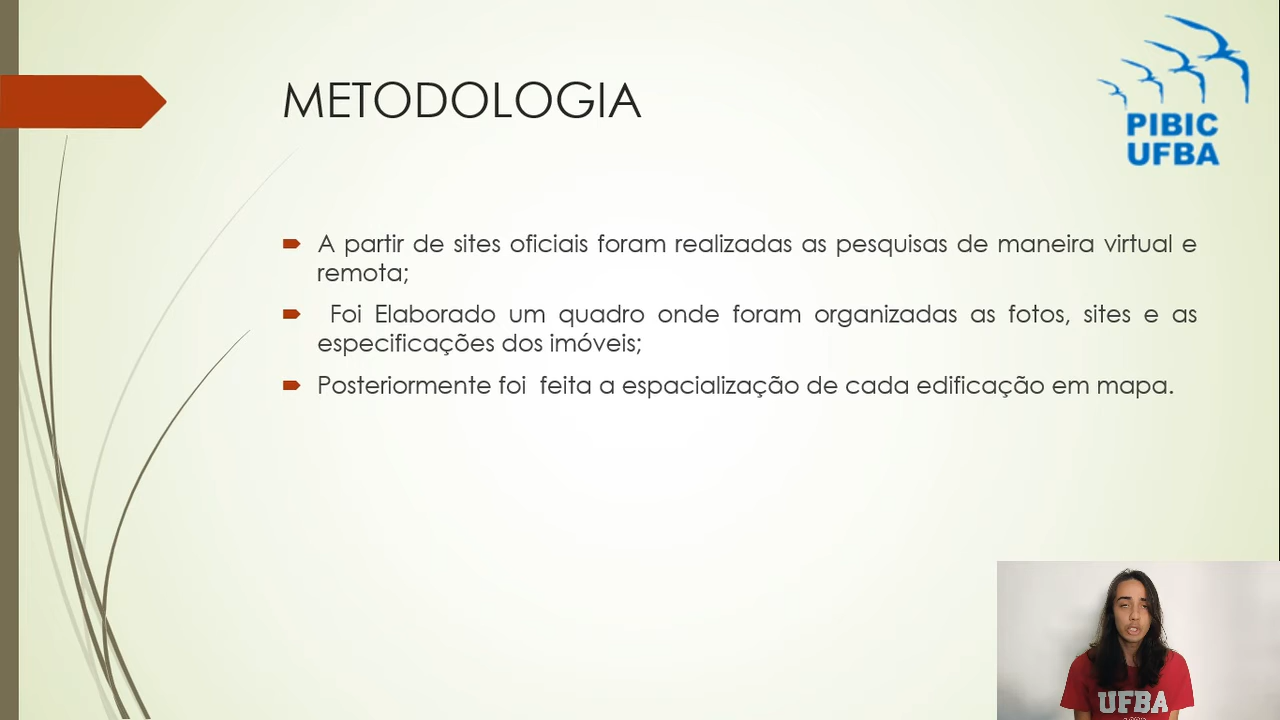 METODOLOGIA
PIBIC
UFBA
A partir de sites oficiais foram realizadas as pesquisas de maneira virtual e
remota;
Foi Elaborado um quadro onde foram organizadas as fotos, sites e as
especificações dos imóveis;
Posteriormente foi  feita a espacialização de cada edificação em mapa.
UFBA